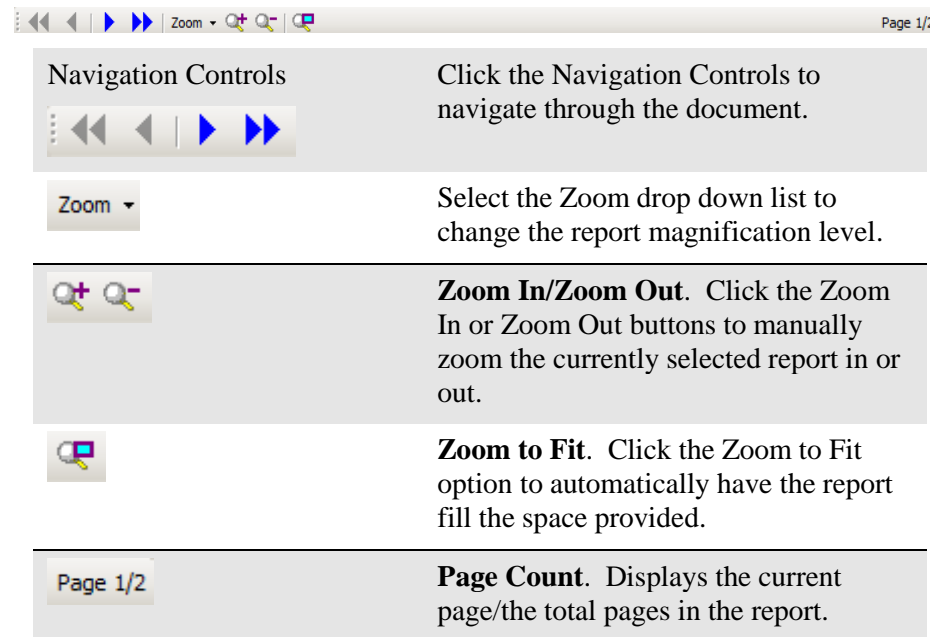 Zoom
Page 1/2
Navigation Controls
Click the Navigation Controls to
navigate through the document.
Zoom
Select the Zoom drop down list to
change the report magnification level.
Zoom In/Zoom Out.  Click the Zoom
In or Zoom Out buttons to manually
zoom the currently selected report in or
out.
Zoom to Fit.  Click the Zoom to Fit
option to automatically have the report
fill the space provided.
Page 1/2
Page Count.  Displays the current
page/the total pages in the report.